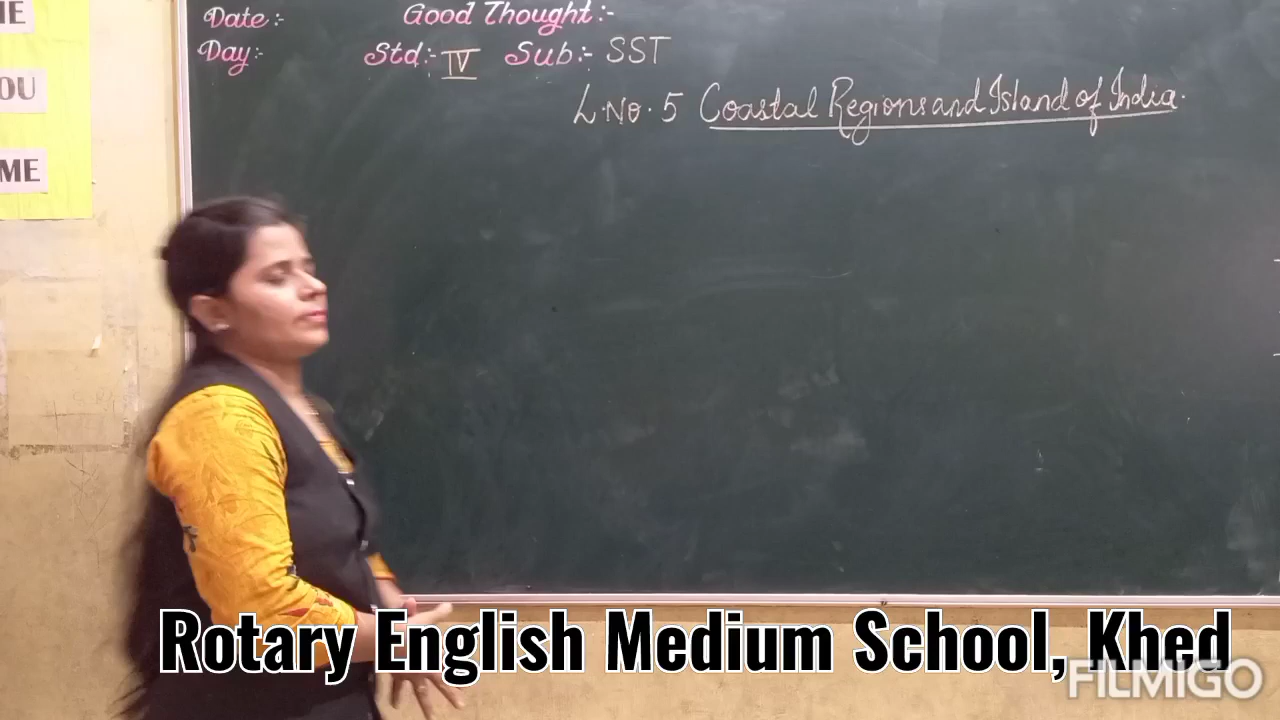 IE
OU
ME
Date:- Good Thought:-
Day:- Std:- IV Sub:- SST
L.No.5 Coastal Regions and Island of India.
Rotary English Medium School, Khed
FILMIGO